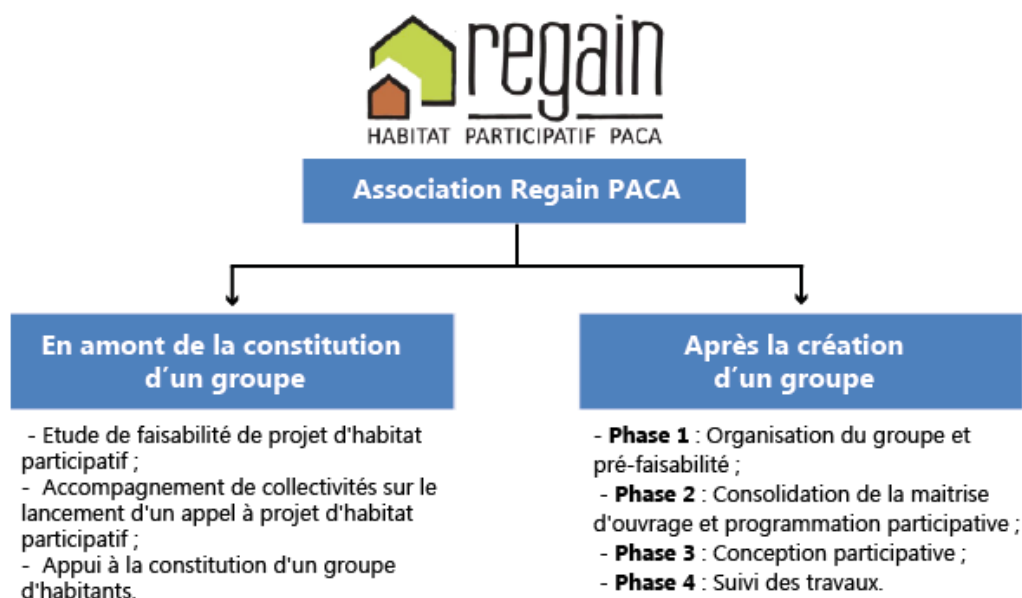 regain
HABITAT PARTICIPATIF PACA
Association Regain PACA
En amont de la constitution
d´un groupe
- Etude de faisabilité de projet d'habitat
participatif ;
- Accompagnement de collectivités sur le
lancement d'un appel à projet d'habitat
participatif ;
- Appui à la constitution d'un groupe
d'habitants.
Après la création
d´un groupe
- Phase 1 : Organisation du groupe et
pré-faisabilité ;
- Phase 2 : Consolidation de la maitrise
d'ouvrage et programmation participative ;
- Phase 3 : Conception participative ;
- Phase 4 : Suivi des travaux.